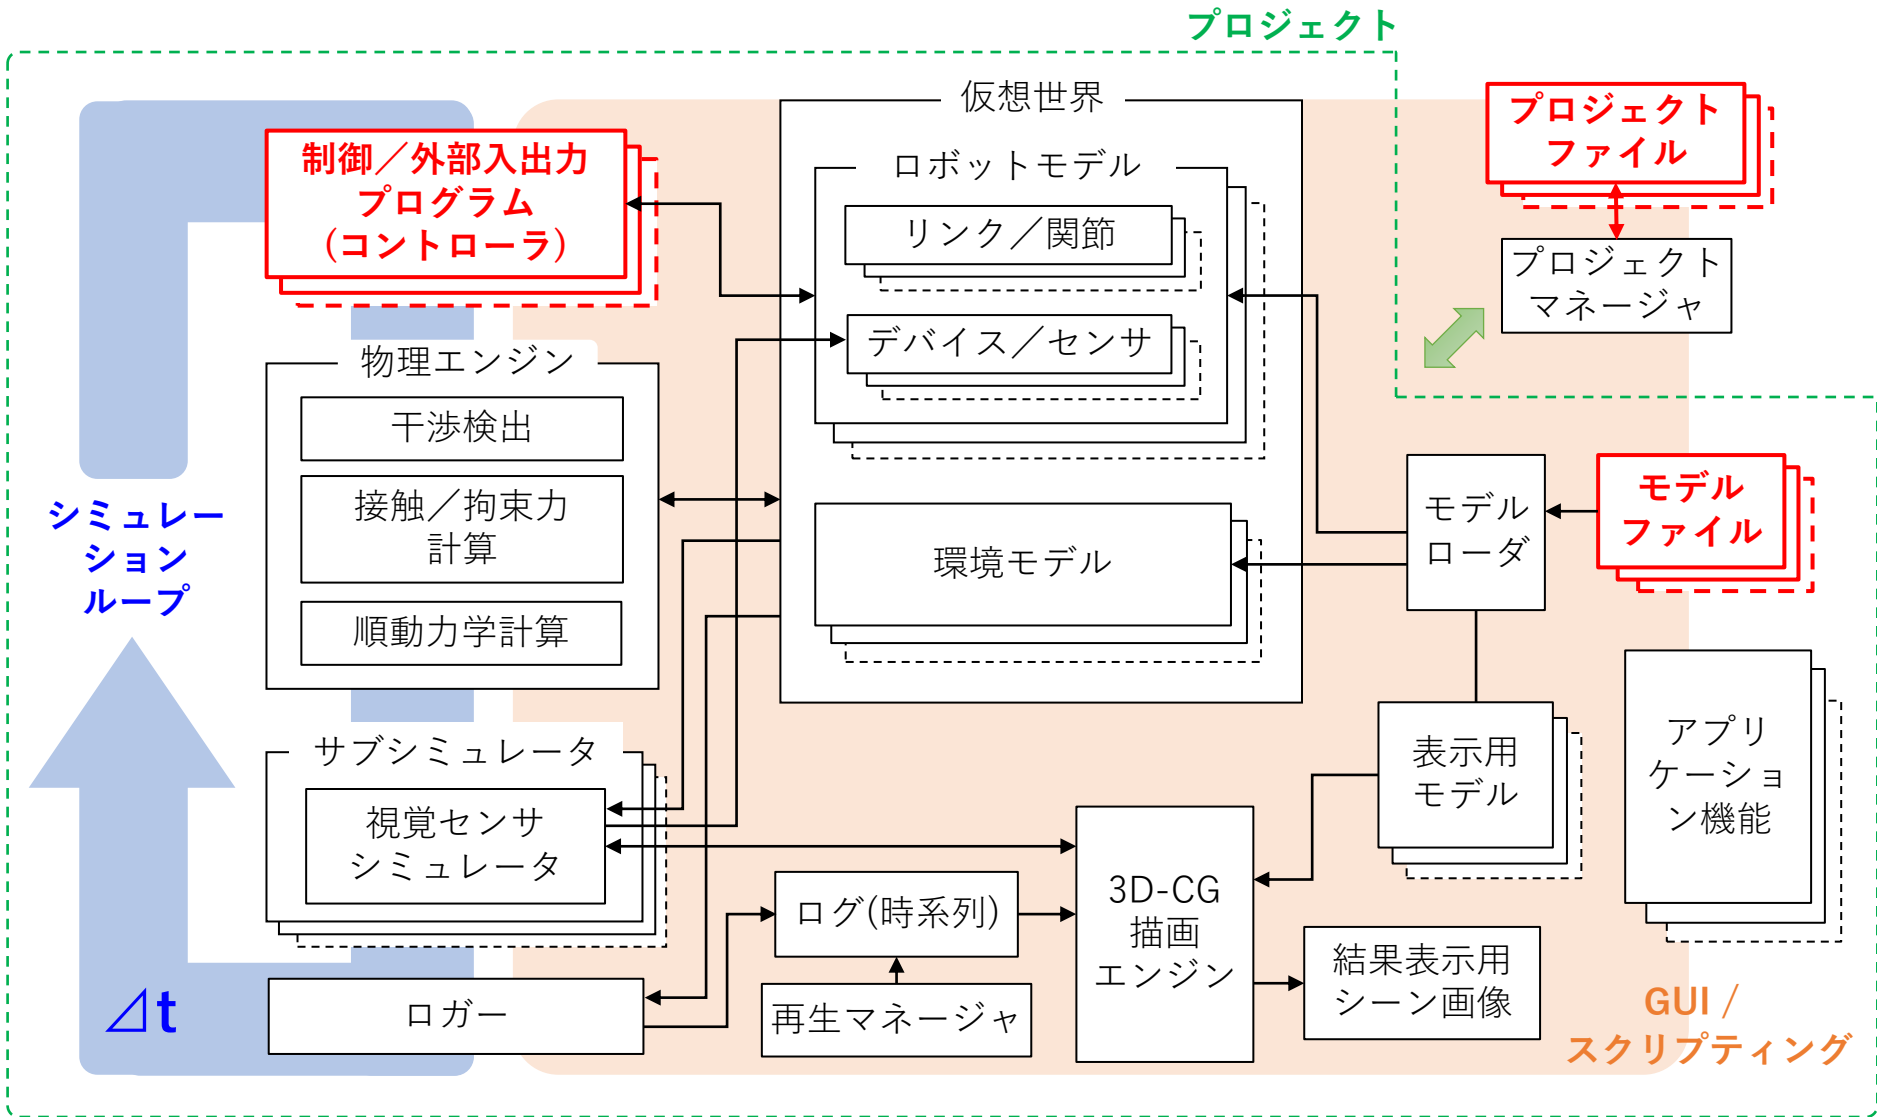 プロジェクト
仮想世界
プロジェクト
ファイル
制御／外部入出力
プログラム
（コントローラ）
ロボットモデル
リンク／関節
プロジェクト
マネージャ
デバイス／センサ
物理エンジン
干渉検出
接触／拘束力
計算
順動力学計算
シミュレー
ション
ループ
環境モデル
モデル
ローダ
モデル
ファイル
サブシミュレータ
視覚センサ
シミュレータ
表示用
モデル
アプリ
ケーショ
ン機能
3D-CG
描画
エンジン
ログ(時系列)
再生マネージャ
結果表示用
シーン画像
ロガー
⊿t
GUI /
スクリプティング